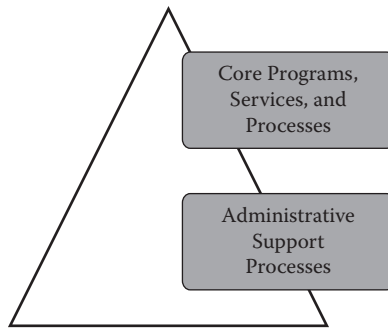 Core Programs,
Services, and
Processes
Administrative
Support
Processes